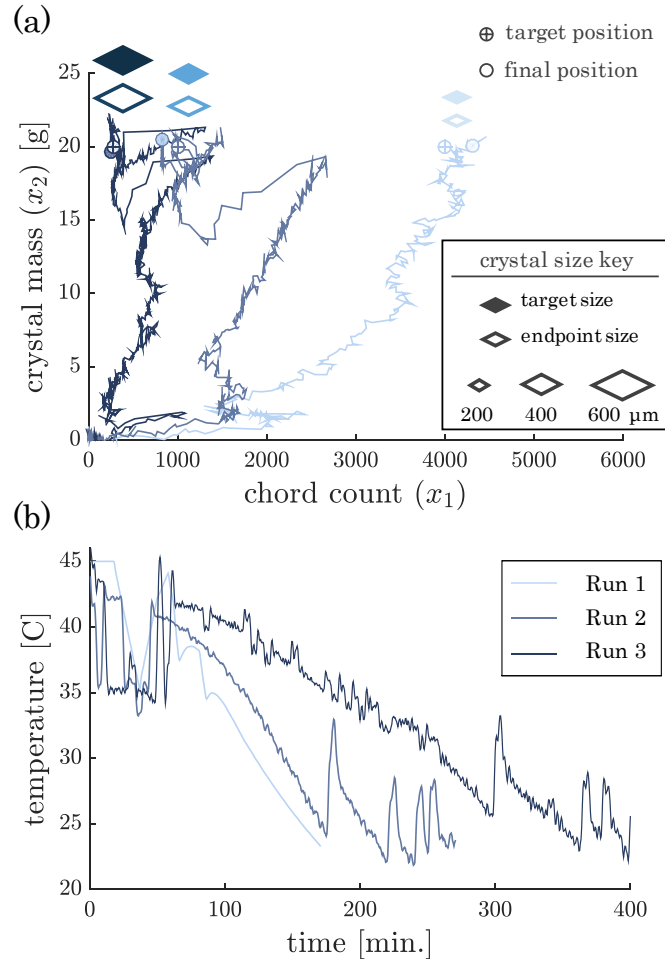 (a)
target position
final position
crystal mass (x2) [g]
25
20
15
10
5
0
0 1000 2000 3000 4000 5000 6000
chord count (x1)
crystal size key
target size
endpoint size
200 400 600 µm
(b)
temperature [C]
45
40
35
30
25
20
Run 1
Run 2
Run 3
0 100 200 300 400
time [min.]